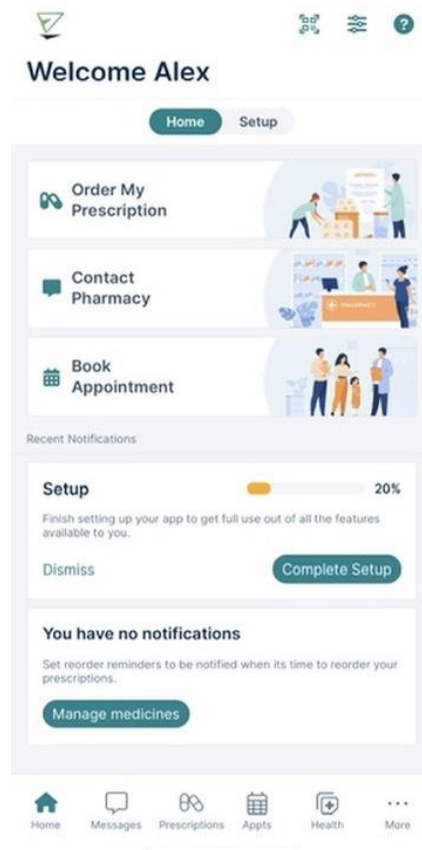 Welcome Alex
Home Setup
Order My
Prescription
Contact
Pharmacy
PHARMACY
Book
Appointment
Recent Notifications
Setup 20%
Finish setting up your app to get full use out of all the features
available to you.
Dismiss Complete Setup
You have no notifications
Set reorder reminders to be notified when its time to reorder your
prescriptions.
Manage medicines
Home Messages Prescriptions Appts Health More